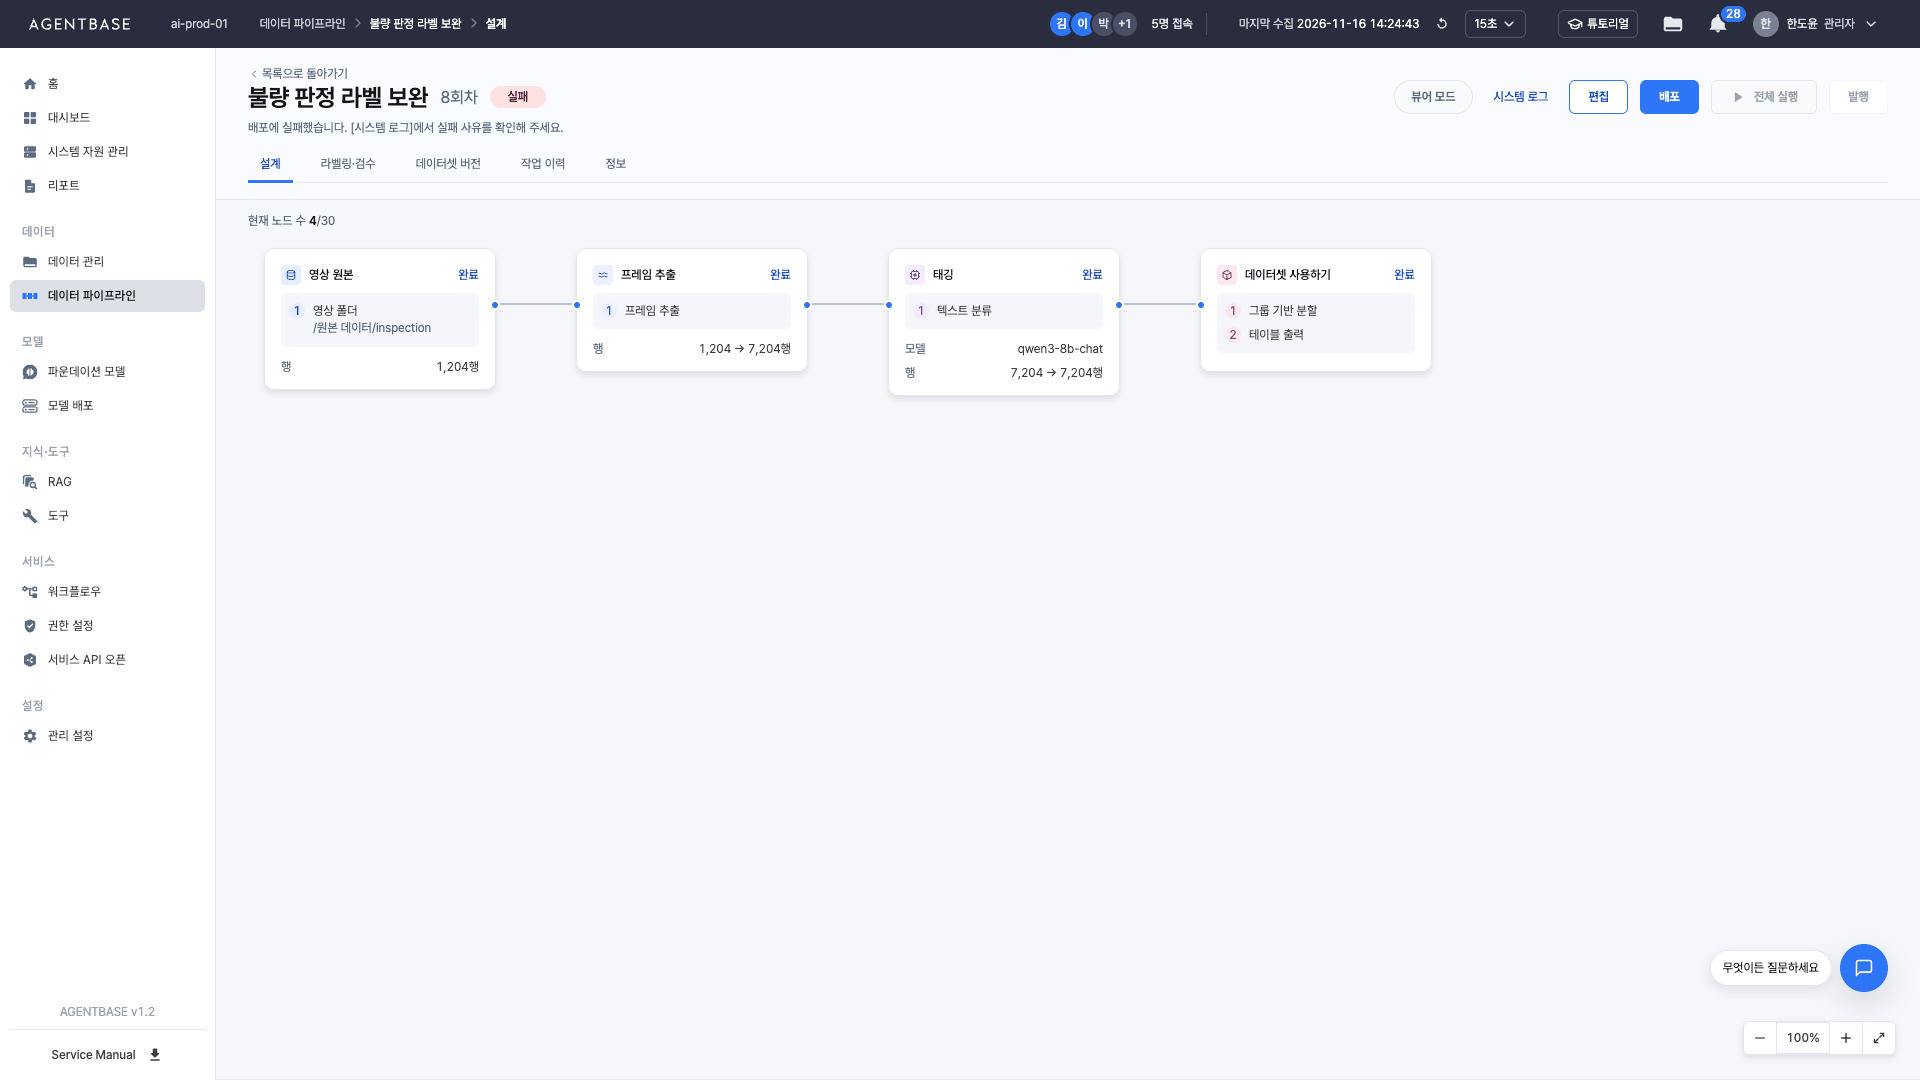 AGENTBASE
ai-prod-01
데이터 파이프라인 > 불량 판정 라벨 보완 > 설계
김 이 박 +1 5명 접속
마지막 수집 2026-11-16 14:24:43
15초
튜토리얼
28
한 한도윤 관리자
홈
대시보드
시스템 자원 관리
리포트
데이터
데이터 관리
데이터 파이프라인
모델
파운데이션 모델
모델 배포
지식·도구
RAG
도구
서비스
워크플로우
권한 설정
서비스 API 오픈
설정
관리 설정
AGENTBASE v1.2
Service Manual
목록으로 돌아가기
불량 판정 라벨 보완 8회차 실패
배포에 실패했습니다. [시스템 로그]에서 실패 사유를 확인해 주세요.
뷰어 모드
시스템 로그
편집
배포
전체 실행
발행
설계
라벨링·검수
데이터셋 버전
작업 이력
정보
현재 노드 수 4/30
영상 원본 완료
1 영상 폴더
/원본 데이터/inspection
행 1,204행
프레임 추출 완료
1 프레임 추출
행 1,204 → 7,204행
태깅 완료
1 텍스트 분류
모델 qwen3-8b-chat
행 7,204 → 7,204행
데이터셋 사용하기 완료
1 그룹 기반 분할
2 테이블 출력
무엇이든 질문하세요
100%